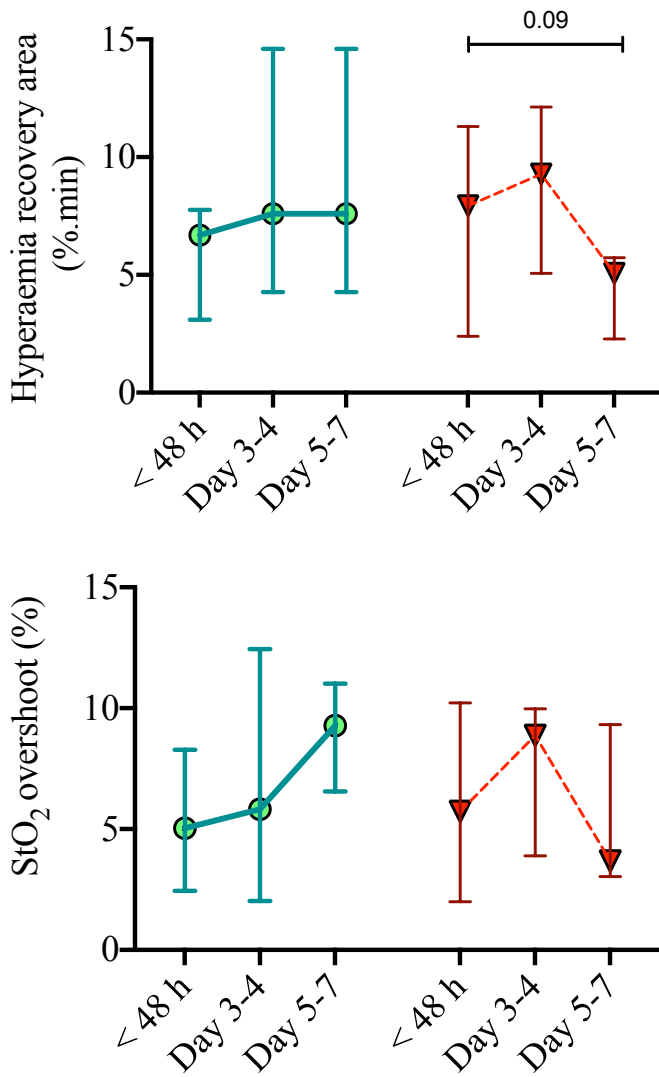 0.09
Hyperaemia recovery area
(%.min)
15
10
5
0
< 48 h
Day 3-4
Day 5-7
< 48 h
Day 3-4
Day 5-7
StO₂ overshoot (%)
15
10
5
0
< 48 h
Day 3-4
Day 5-7
< 48 h
Day 3-4
Day 5-7